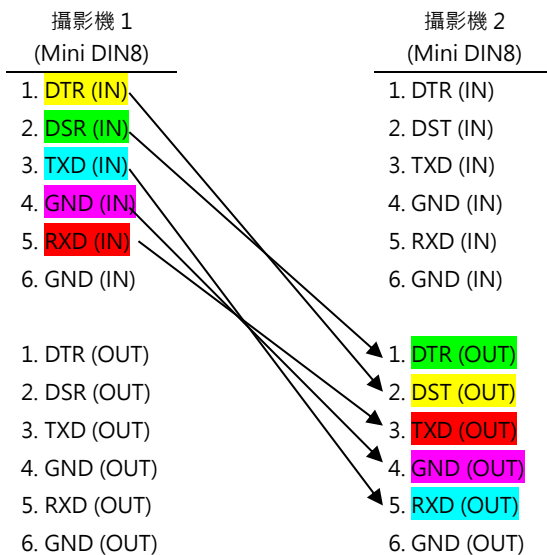 攝影機 1
(Mini DIN8)
1. DTR (IN)
2. DSR (IN)
3. TXD (IN)
4. GND (IN)
5. RXD (IN)
6. GND (IN)
1. DTR (OUT)
2. DSR (OUT)
3. TXD (OUT)
4. GND (OUT)
5. RXD (OUT)
6. GND (OUT)
攝影機 2
(Mini DIN8)
1. DTR (IN)
2. DST (IN)
3. TXD (IN)
4. GND (IN)
5. RXD (IN)
6. GND (IN)
1. DTR (OUT)
2. DST (OUT)
3. TXD (OUT)
4. GND (OUT)
5. RXD (OUT)
6. GND (OUT)